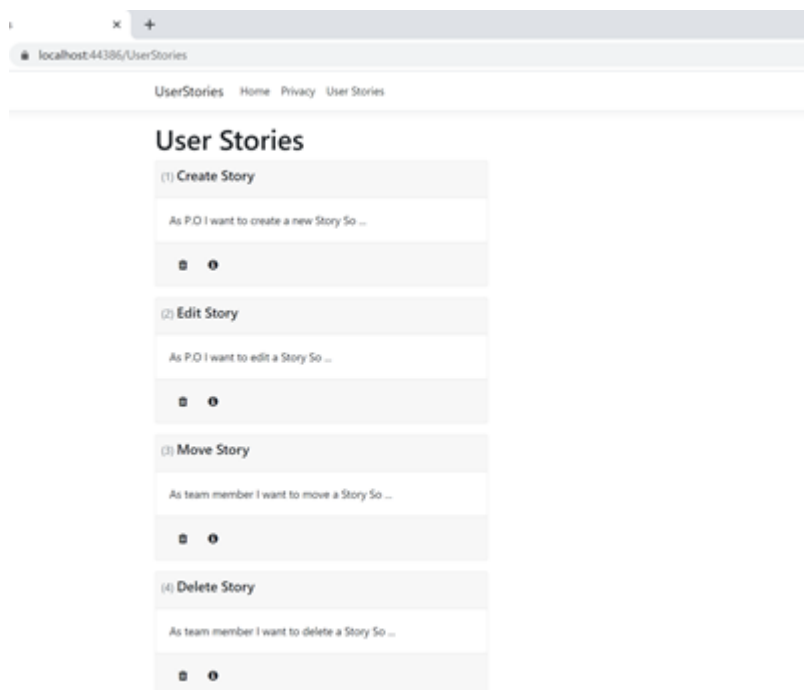 localhost:44386/UserStories
UserStories Home Privacy User Stories
User Stories
(1) Create Story
As P.O I want to create a new Story So ...
(2) Edit Story
As P.O I want to edit a Story So ...
(3) Move Story
As team member I want to move a Story So ...
(4) Delete Story
As team member I want to delete a Story So ...